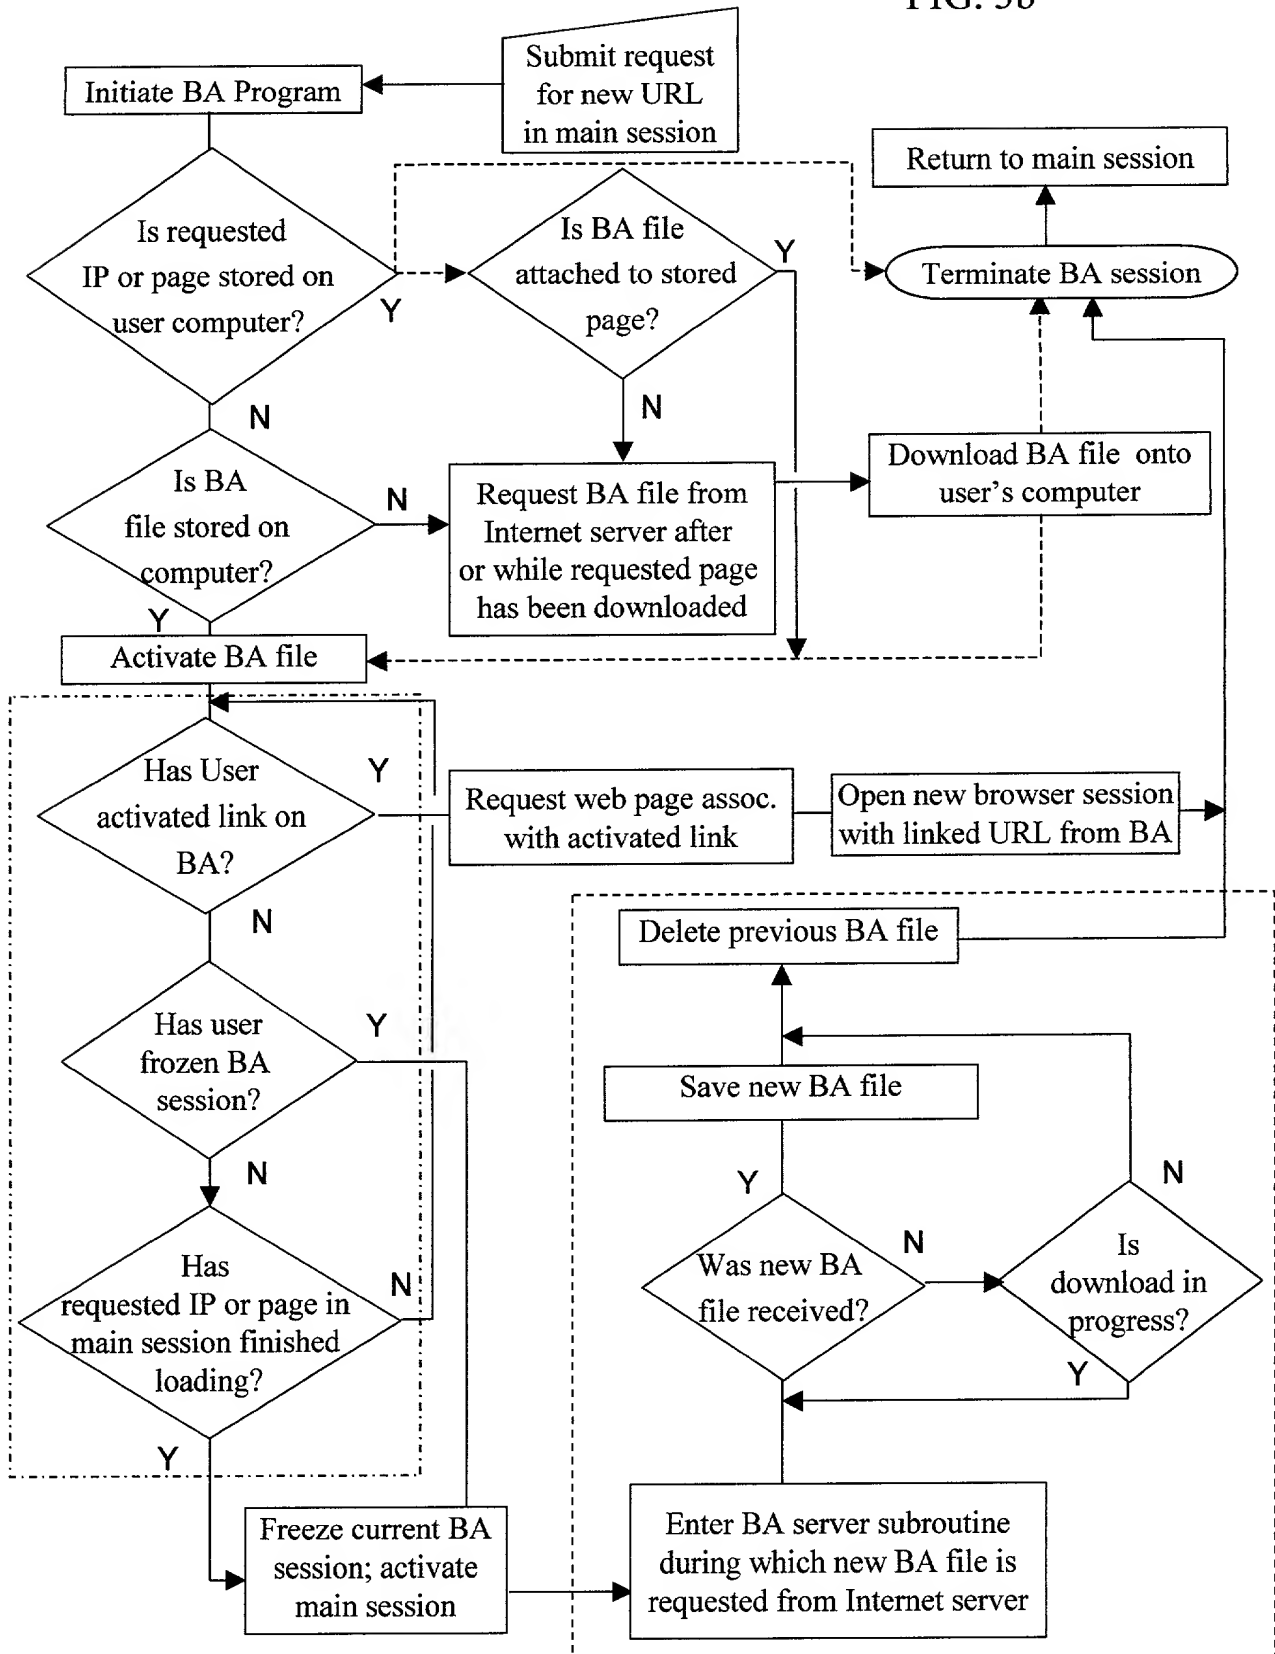 FIG. 3b
Submit request
for new URL
in main session
Initiate BA Program
Return to main session
Is requested
IP or page stored on
user computer?
Y
Is BA file
attached to stored
page?
Y
Terminate BA session
N
N
Is BA
file stored on
computer?
N
Y
Request BA file from
Internet server after
or while requested page
has been downloaded
Download BA file onto
user's computer
Activate BA file
Has User
activated link on
BA?
Y
Request web page assoc.
with activated link
Open new browser session
with linked URL from BA
N
Delete previous BA file
Has user
frozen BA
session?
Y
N
Save new BA file
Y
N
Was new BA
file received?
N
Is
download in
progress?
Y
Has
requested IP or page in
main session finished
loading?
N
Y
Freeze current BA
session; activate
main session
Enter BA server subroutine
during which new BA file is
requested from Internet server